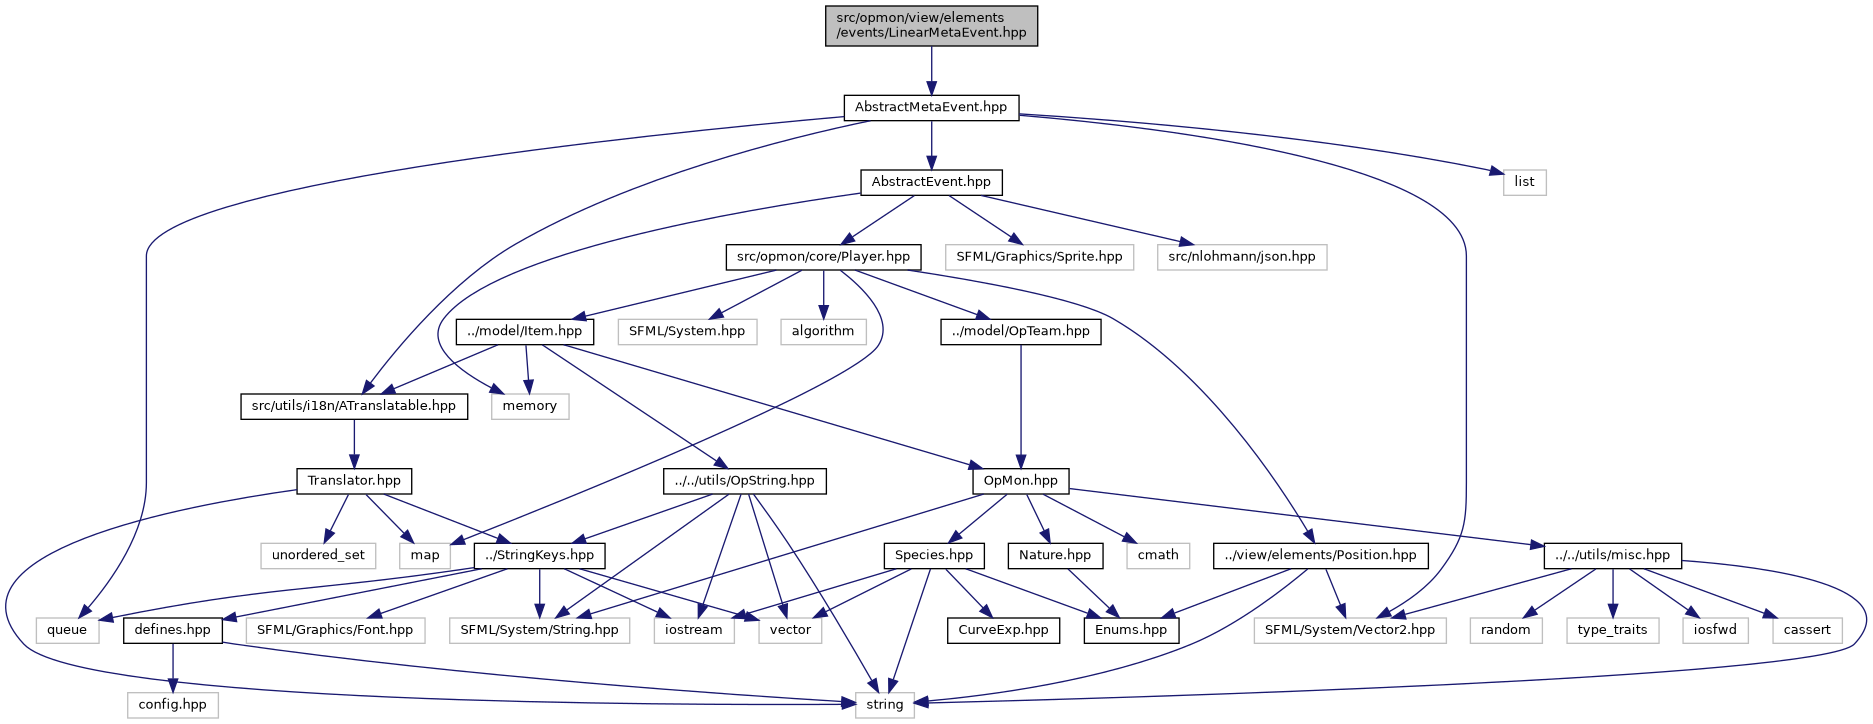 src/opmon/view/elements
/events/LinearMetaEvent.hpp
AbstractMetaEvent.hpp
AbstractEvent.hpp
list
src/opmon/core/Player.hpp
SFML/Graphics/Sprite.hpp
src/nlohmann/json.hpp
../model/Item.hpp
SFML/System.hpp
algorithm
../model/OpTeam.hpp
src/utils/i18n/ATranslatable.hpp
memory
Translator.hpp
../../utils/OpString.hpp
OpMon.hpp
unordered_set
map
../StringKeys.hpp
Species.hpp
Nature.hpp
cmath
../view/elements/Position.hpp
../../utils/misc.hpp
queue
defines.hpp
SFML/Graphics/Font.hpp
SFML/System/String.hpp
iostream
vector
CurveExp.hpp
Enums.hpp
SFML/System/Vector2.hpp
random
type_traits
iosfwd
cassert
config.hpp
string